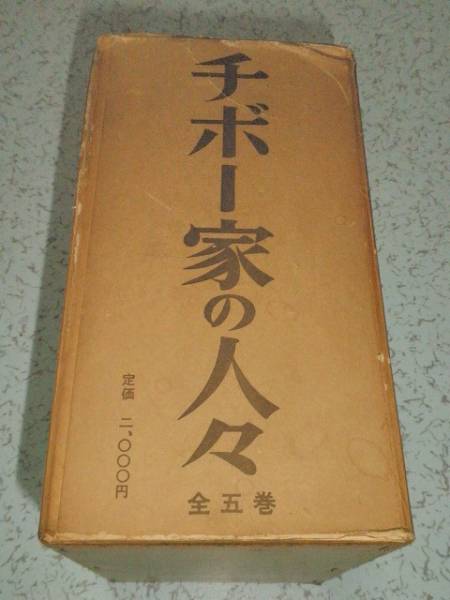 チボー家の人々
全五巻
定価 二、〇〇〇円